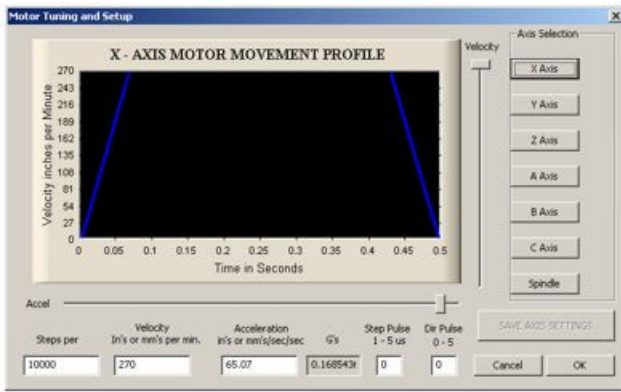 Motor Tuning and Setup
X - AXIS MOTOR MOVEMENT PROFILE
Velocity inches per Minute
270
243
216
189
162
135
108
81
54
27
0
0 0.05 0.1 0.15 0.2 0.25 0.3 0.35 0.4 0.45 0.5
Time in Seconds
Velocity
Axis Selection
X Axis
Y Axis
Z Axis
A Axis
B Axis
C Axis
Spindle
Accel
Steps per
Velocity
In's or mm's per min.
Acceleration
in's or mm's/sec/sec
G's
Step Pulse
1 - 5 us
Dir Pulse
0 - 5
10000
270
65.07
0.168543
0
0
SAVE AXIS SETTINGS
Cancel
OK